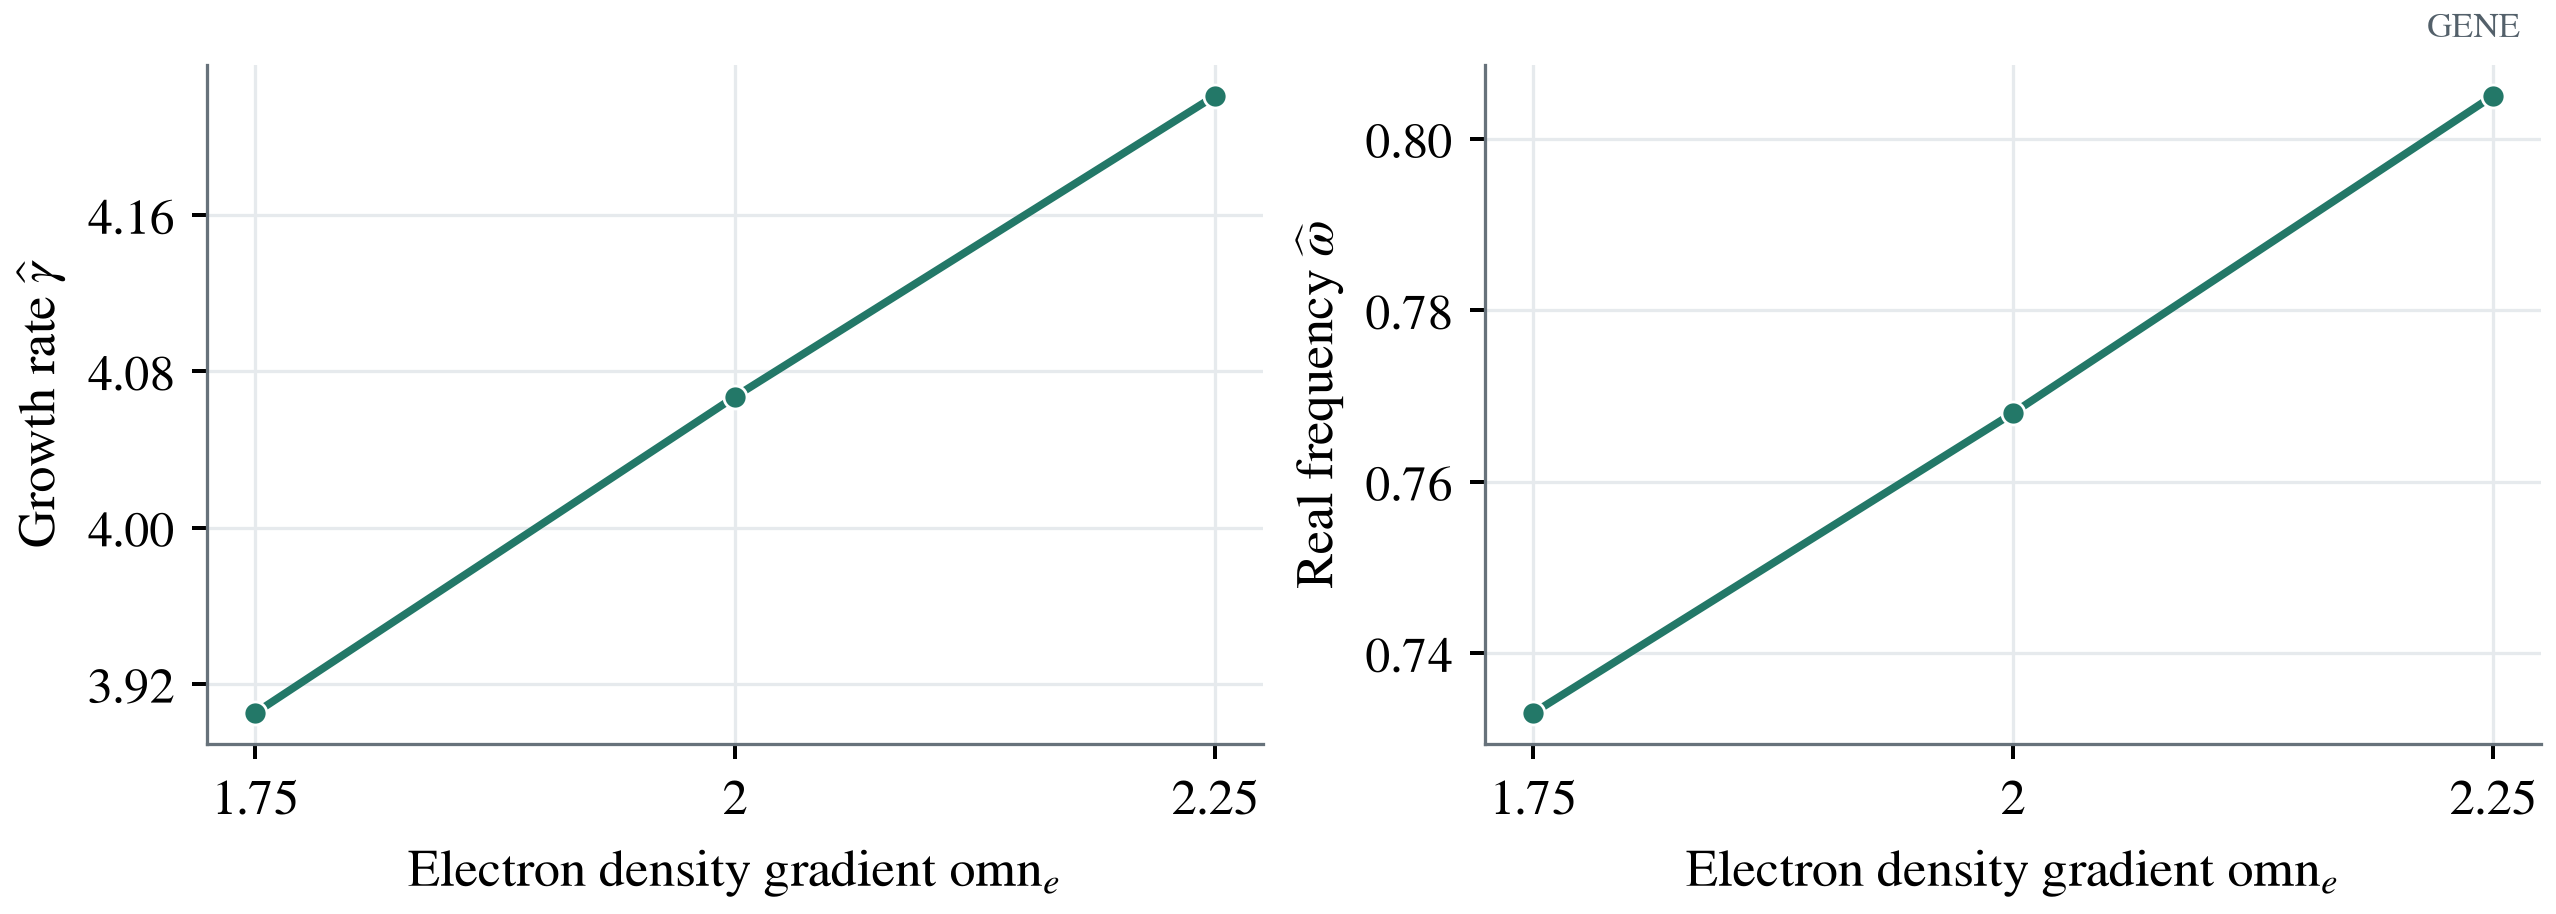 GENE
Growth rate γ̂
4.16
4.08
4.00
3.92
1.75 2 2.25
Electron density gradient omnₑ
Real frequency ω̂
0.80
0.78
0.76
0.74
1.75 2 2.25
Electron density gradient omnₑ